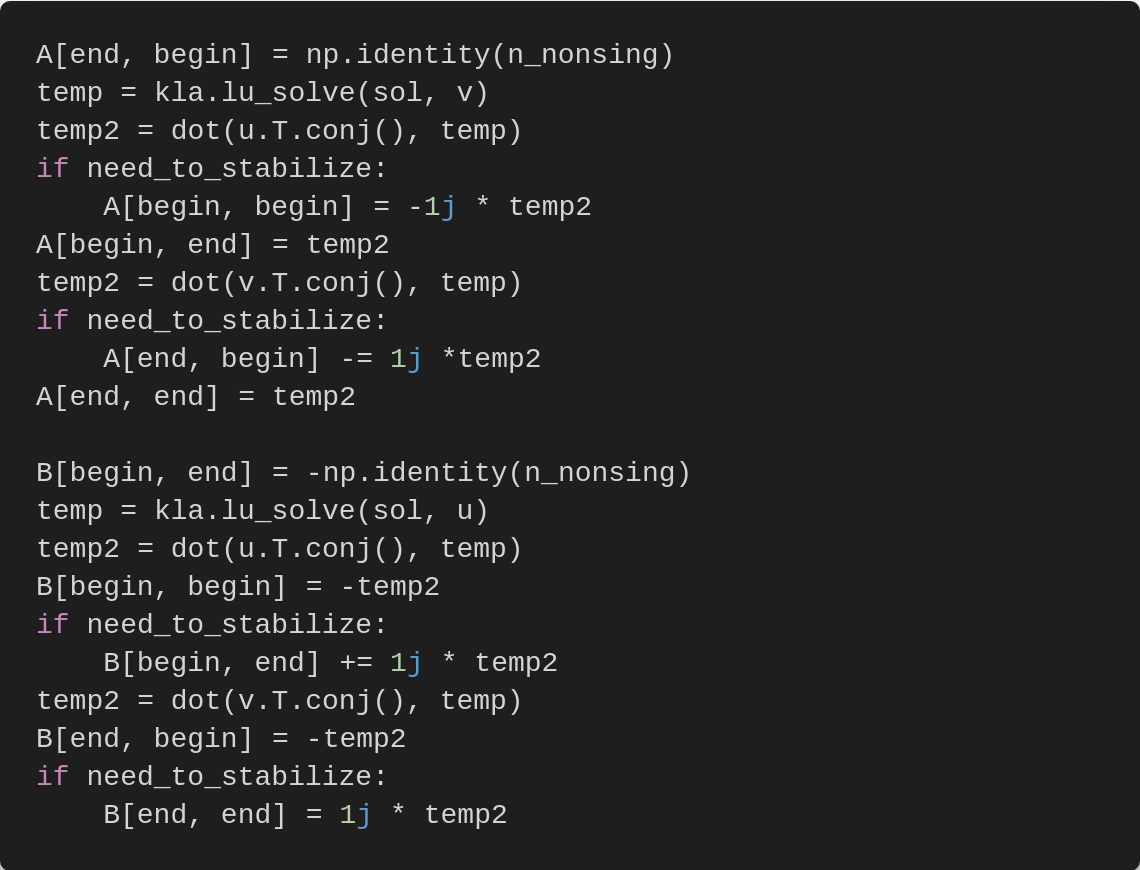 A[end, begin] = np.identity(n_nonsing)
temp = kla.lu_solve(sol, v)
temp2 = dot(u.T.conj(), temp)
if need_to_stabilize:
    A[begin, begin] = -1j * temp2
A[begin, end] = temp2
temp2 = dot(v.T.conj(), temp)
if need_to_stabilize:
    A[end, begin] -= 1j *temp2
A[end, end] = temp2

B[begin, end] = -np.identity(n_nonsing)
temp = kla.lu_solve(sol, u)
temp2 = dot(u.T.conj(), temp)
B[begin, begin] = -temp2
if need_to_stabilize:
    B[begin, end] += 1j * temp2
temp2 = dot(v.T.conj(), temp)
B[end, begin] = -temp2
if need_to_stabilize:
    B[end, end] = 1j * temp2